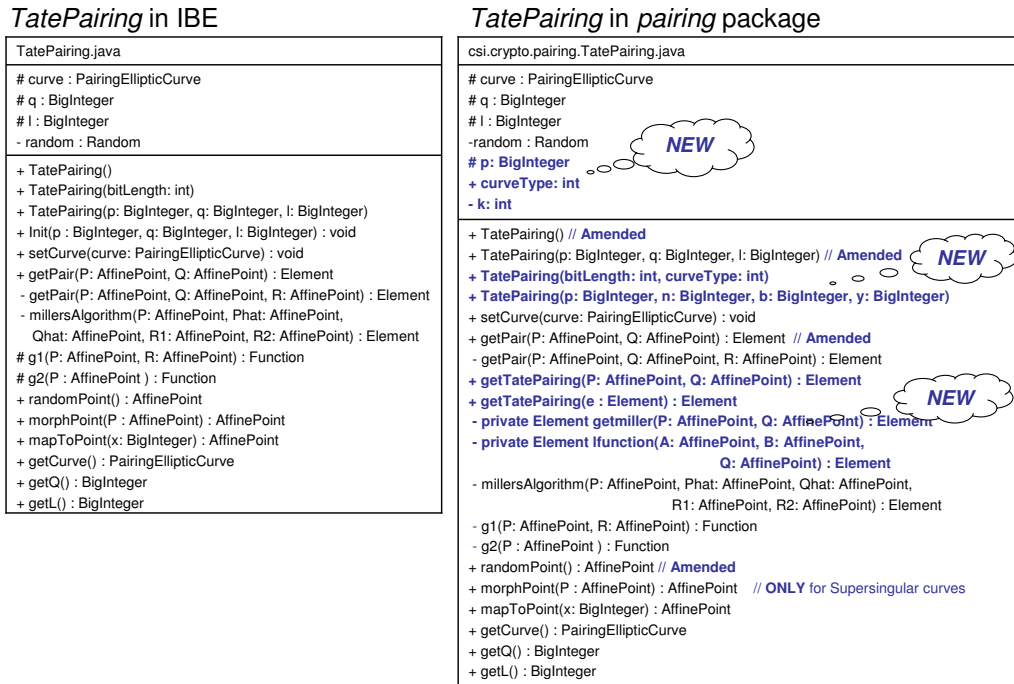 TatePairing in IBE
TatePairing.java
# curve : PairingEllipticCurve
# q : BigInteger
# l : BigInteger
- random : Random
+ TatePairing()
+ TatePairing(bitLength: int)
+ TatePairing(p: BigInteger, q: BigInteger, l: BigInteger)
+ Init(p : BigInteger, q: BigInteger, l: BigInteger) : void
+ setCurve(curve: PairingEllipticCurve) : void
+ getPair(P: AffinePoint, Q: AffinePoint) : Element
- getPair(P: AffinePoint, Q: AffinePoint, R: AffinePoint) : Element
- millersAlgorithm(P: AffinePoint, Phat: AffinePoint,
Qhat: AffinePoint, R1: AffinePoint, R2: AffinePoint) : Element
# g1(P: AffinePoint, R: AffinePoint) : Function
# g2(P : AffinePoint ) : Function
+ randomPoint() : AffinePoint
+ morphPoint(P : AffinePoint) : AffinePoint
+ mapToPoint(x: BigInteger) : AffinePoint
+ getCurve() : PairingEllipticCurve
+ getQ() : BigInteger
+ getL() : BigInteger
TatePairing in pairing package
csi.crypto.pairing.TatePairing.java
# curve : PairingEllipticCurve
# q : BigInteger
# l : BigInteger
-random : Random
# p: BigInteger
+ curveType: int
- k: int
NEW
+ TatePairing() // Amended
+ TatePairing(p: BigInteger, q: BigInteger, l: BigInteger) // Amended
NEW
+ TatePairing(bitLength: int, curveType: int)
+ TatePairing(p: BigInteger, n: BigInteger, b: BigInteger, y: BigInteger)
+ setCurve(curve: PairingEllipticCurve) : void
+ getPair(P: AffinePoint, Q: AffinePoint) : Element // Amended
- getPair(P: AffinePoint, Q: AffinePoint, R: AffinePoint) : Element
+ getTatePairing(P: AffinePoint, Q: AffinePoint) : Element
+ getTatePairing(e : Element) : Element
NEW
- private Element getmiller(P: AffinePoint, Q: AffinePoint) : Element
- private Element lfunction(A: AffinePoint, B: AffinePoint,
Q: AffinePoint) : Element
- millersAlgorithm(P: AffinePoint, Phat: AffinePoint, Qhat: AffinePoint,
R1: AffinePoint, R2: AffinePoint) : Element
- g1(P: AffinePoint, R: AffinePoint) : Function
- g2(P : AffinePoint ) : Function
+ randomPoint() : AffinePoint // Amended
+ morphPoint(P : AffinePoint) : AffinePoint // ONLY for Supersingular curves
+ mapToPoint(x: BigInteger) : AffinePoint
+ getCurve() : PairingEllipticCurve
+ getQ() : BigInteger
+ getL() : BigInteger